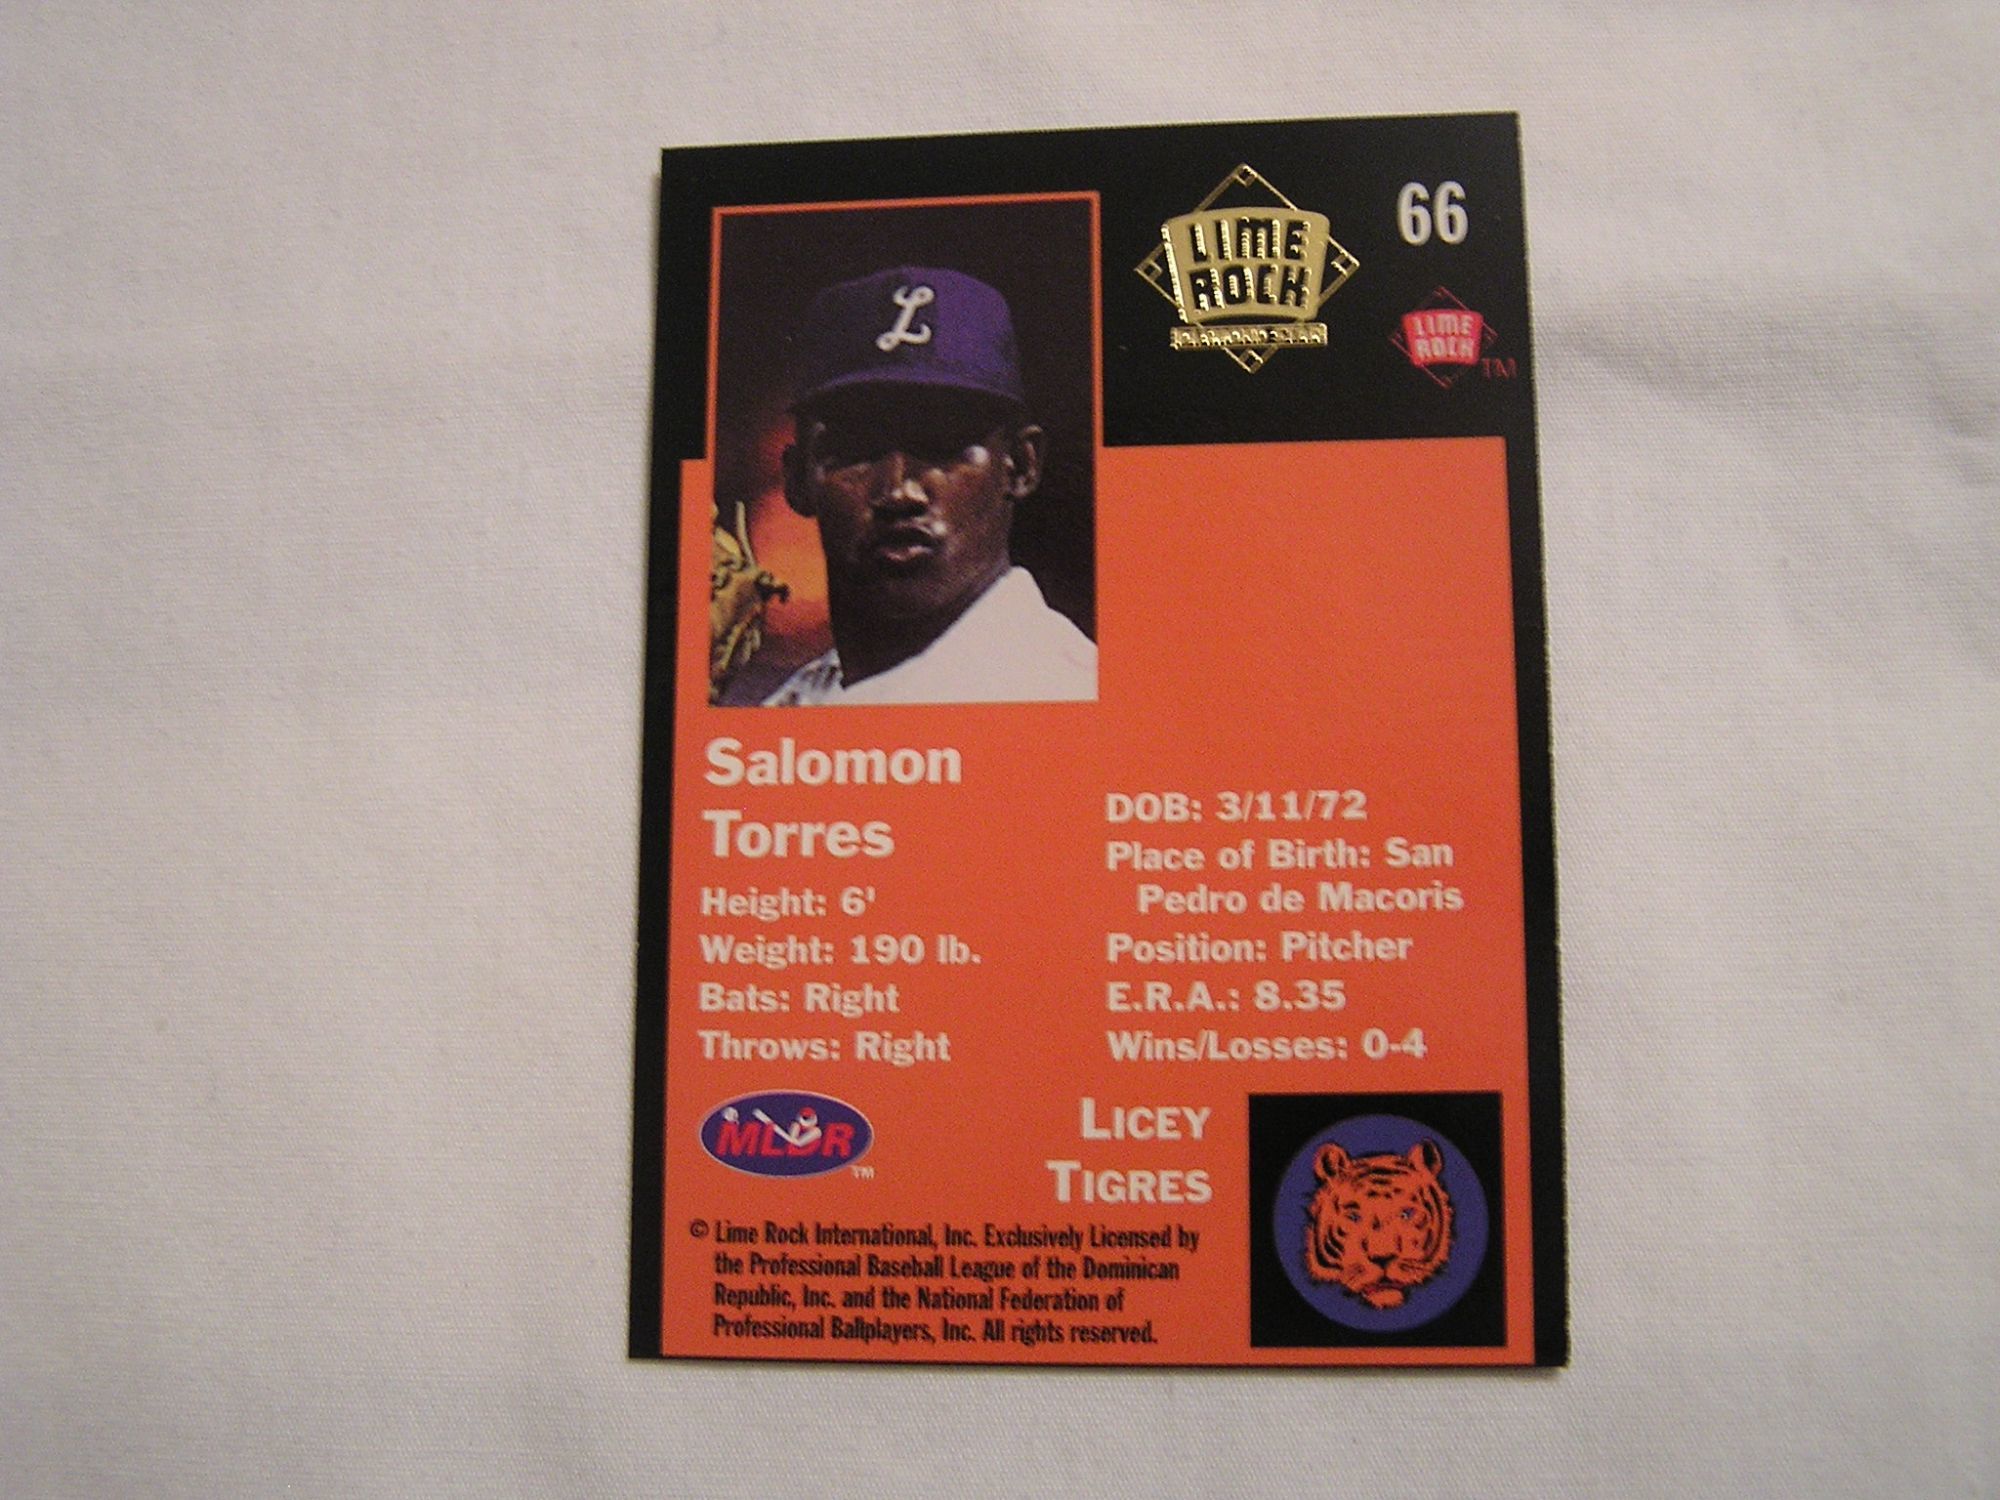 66
LIME
ROCK
LIME
ROCK
TM
L
Salomon
Torres
Height: 6'
Weight: 190 lb.
Bats: Right
Throws: Right
DOB: 3/11/72
Place of Birth: San
Pedro de Macoris
Position: Pitcher
E.R.A.: 8.35
Wins/Losses: 0-4
MLDR
TM
LICEY
TIGRES
© Lime Rock International, Inc. Exclusively Licensed by
the Professional Baseball League of the Dominican
Republic, Inc. and the National Federation of
Professional Ballplayers, Inc. All rights reserved.